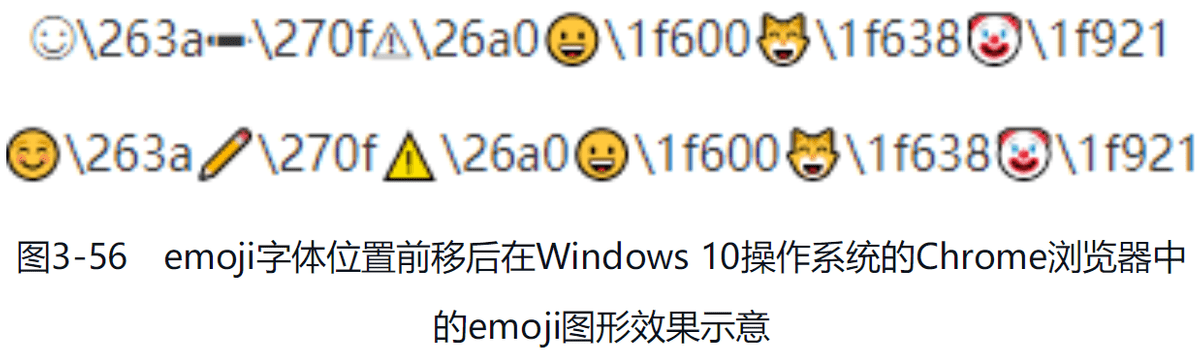 ☺\263a✏\270f⚠\26a0😀\1f600😸\1f638🤡\1f921
☺️\263a✏️\270f⚠️\26a0😀\1f600😸\1f638🤡\1f921
图3-56 emoji字体位置前移后在Windows 10操作系统的Chrome浏览器中
的emoji图形效果示意